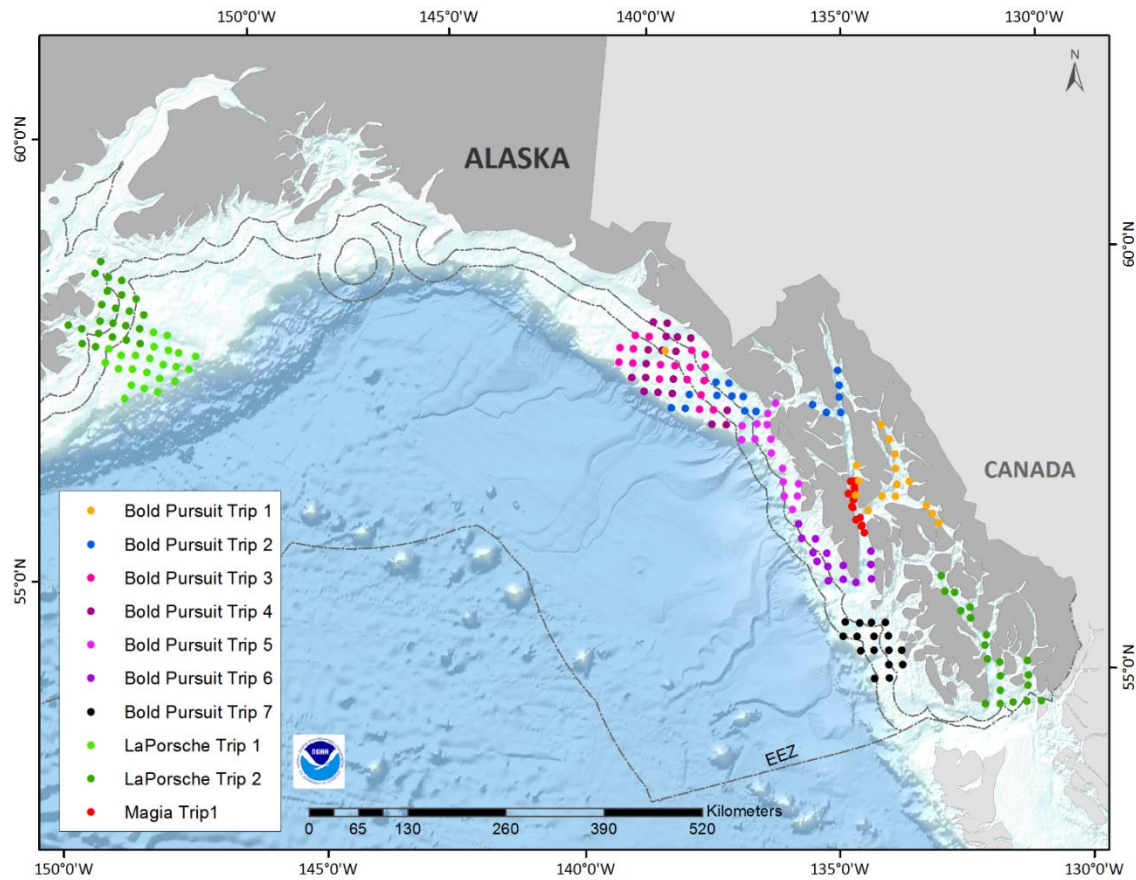 150°0'W 145°0'W 140°0'W 135°0'W 130°0'W
N
60°0'N
ALASKA
60°0'N
CANADA
Bold Pursuit Trip 1
Bold Pursuit Trip 2
Bold Pursuit Trip 3
Bold Pursuit Trip 4
Bold Pursuit Trip 5
Bold Pursuit Trip 6
Bold Pursuit Trip 7
LaPorsche Trip 1
LaPorsche Trip 2
Magia Trip1
55°0'N
55°0'N
EEZ
NOAA
Kilometers
0 65 130 260 390 520
150°0'W 145°0'W 140°0'W 135°0'W 130°0'W